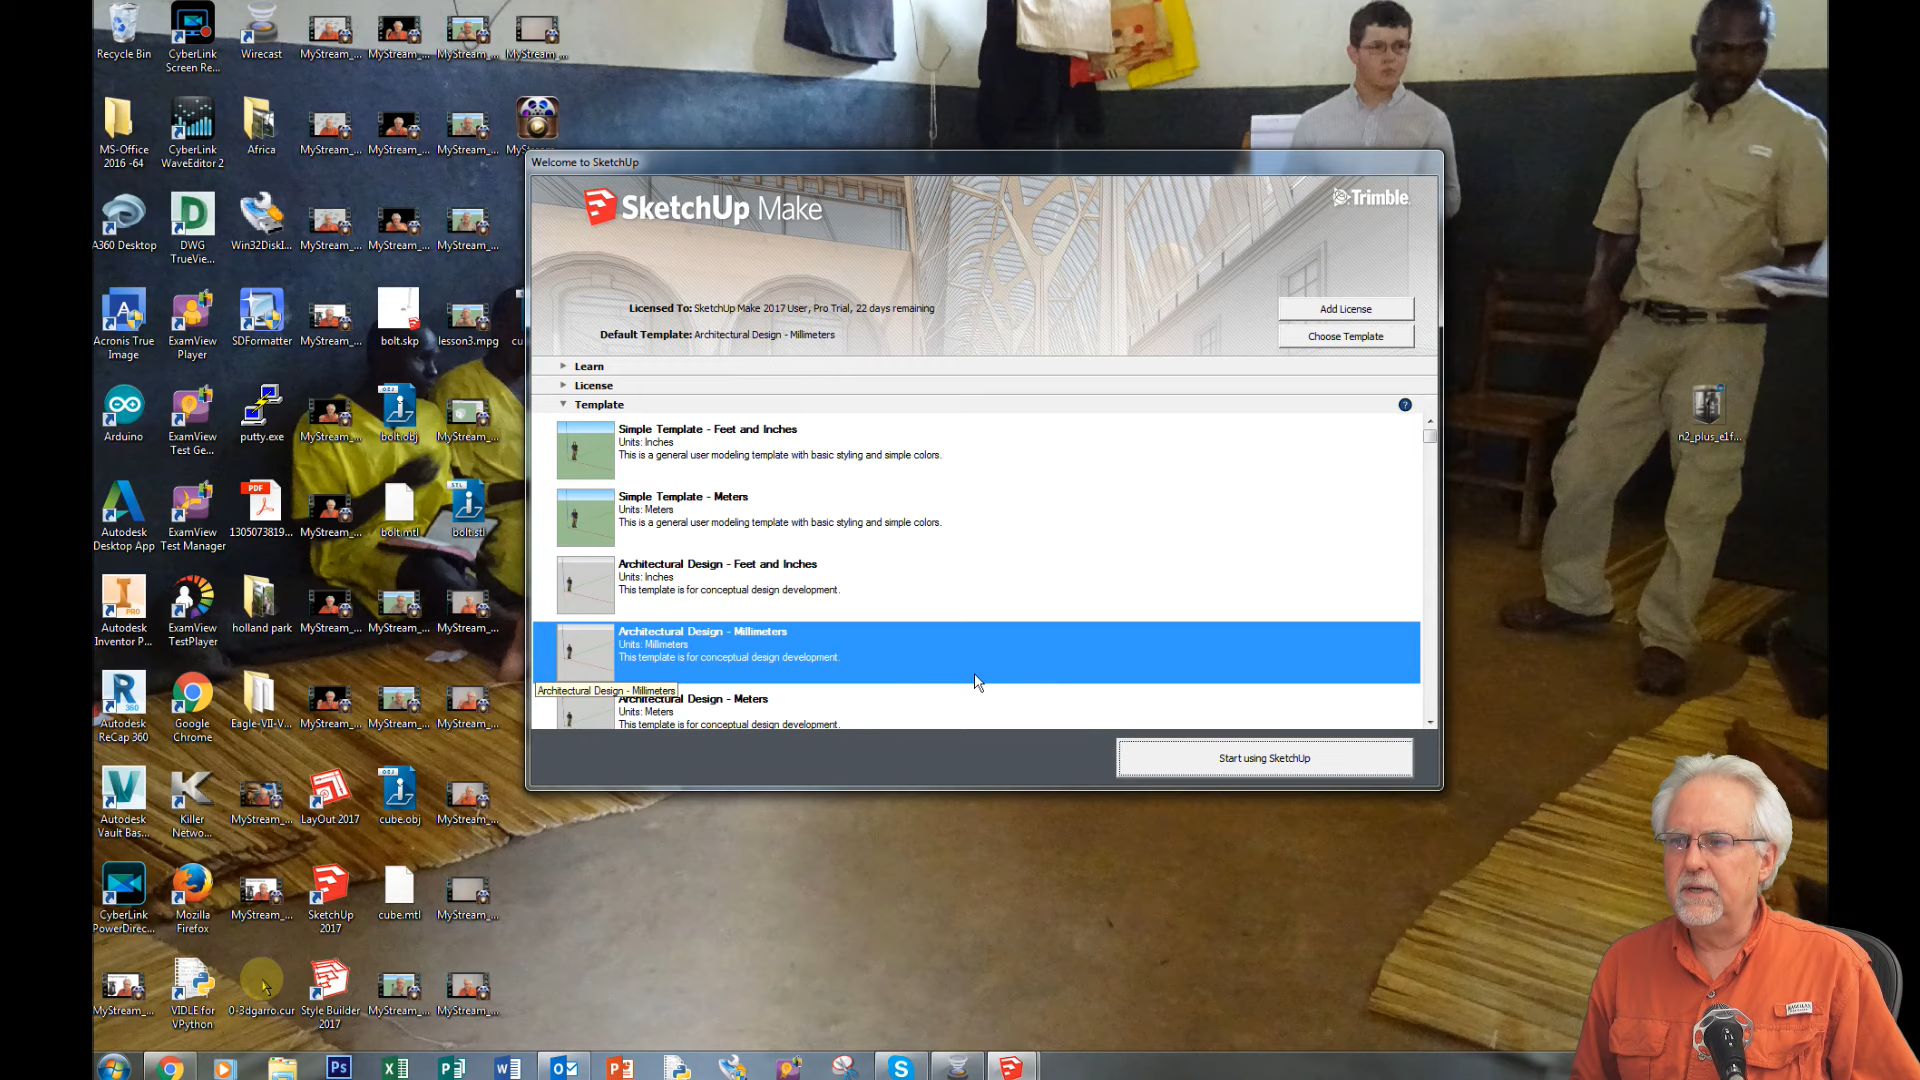 Recycle Bin
CyberLink
Screen Re...
Wirecast
MyStream_...
MyStream_...
MyStream_...
MyStream_...
MS-Office
2016 -64
CyberLink
WaveEditor 2
Africa
MyStream_...
MyStream_...
MyStream_...
A360 Desktop
DWG
TrueVie...
Win32DiskI...
MyStream_...
MyStream_...
MyStream_...
Acronis True
Image
ExamView
Player
SDFormatter
MyStream_...
bolt.skp
lesson3.mpg
Arduino
ExamView
Test Ge...
putty.exe
MyStream_...
bolt.obj
MyStream_...
Autodesk
Desktop App
ExamView
Test Manager
1305073819...
MyStream_...
bolt.mtl
bolt.stl
Autodesk
Inventor P...
ExamView
TestPlayer
holland park
MyStream_...
MyStream_...
MyStream_...
Autodesk
ReCap 360
Google
Chrome
Eagle-VII-V...
MyStream_...
MyStream_...
MyStream_...
Autodesk
Vault Bas...
Killer
Netwo...
MyStream_...
LayOut 2017
cube.obj
MyStream_...
CyberLink
PowerDirec...
Mozilla
Firefox
MyStream_...
SketchUp
2017
cube.mtl
MyStream_...
MyStream_...
VIDLE for
VPython
0-3dgarro.cur
Style Builder
2017
MyStream_...
MyStream_...
n2_plus_e1f...
Welcome to SketchUp
SketchUp Make
Trimble
Licensed To: SketchUp Make 2017 User, Pro Trial, 22 days remaining
Add License
Default Template: Architectural Design - Millimeters
Choose Template
Learn
License
Template
?
Simple Template - Feet and Inches
Units: Inches
This is a general user modeling template with basic styling and simple colors.
Simple Template - Meters
Units: Meters
This is a general user modeling template with basic styling and simple colors.
Architectural Design - Feet and Inches
Units: Inches
This template is for conceptual design development.
Architectural Design - Millimeters
Units: Millimeters
This template is for conceptual design development.
Architectural Design - Millimeters
Architectural Design - Meters
Units: Meters
This template is for conceptual design development.
Start using SketchUp